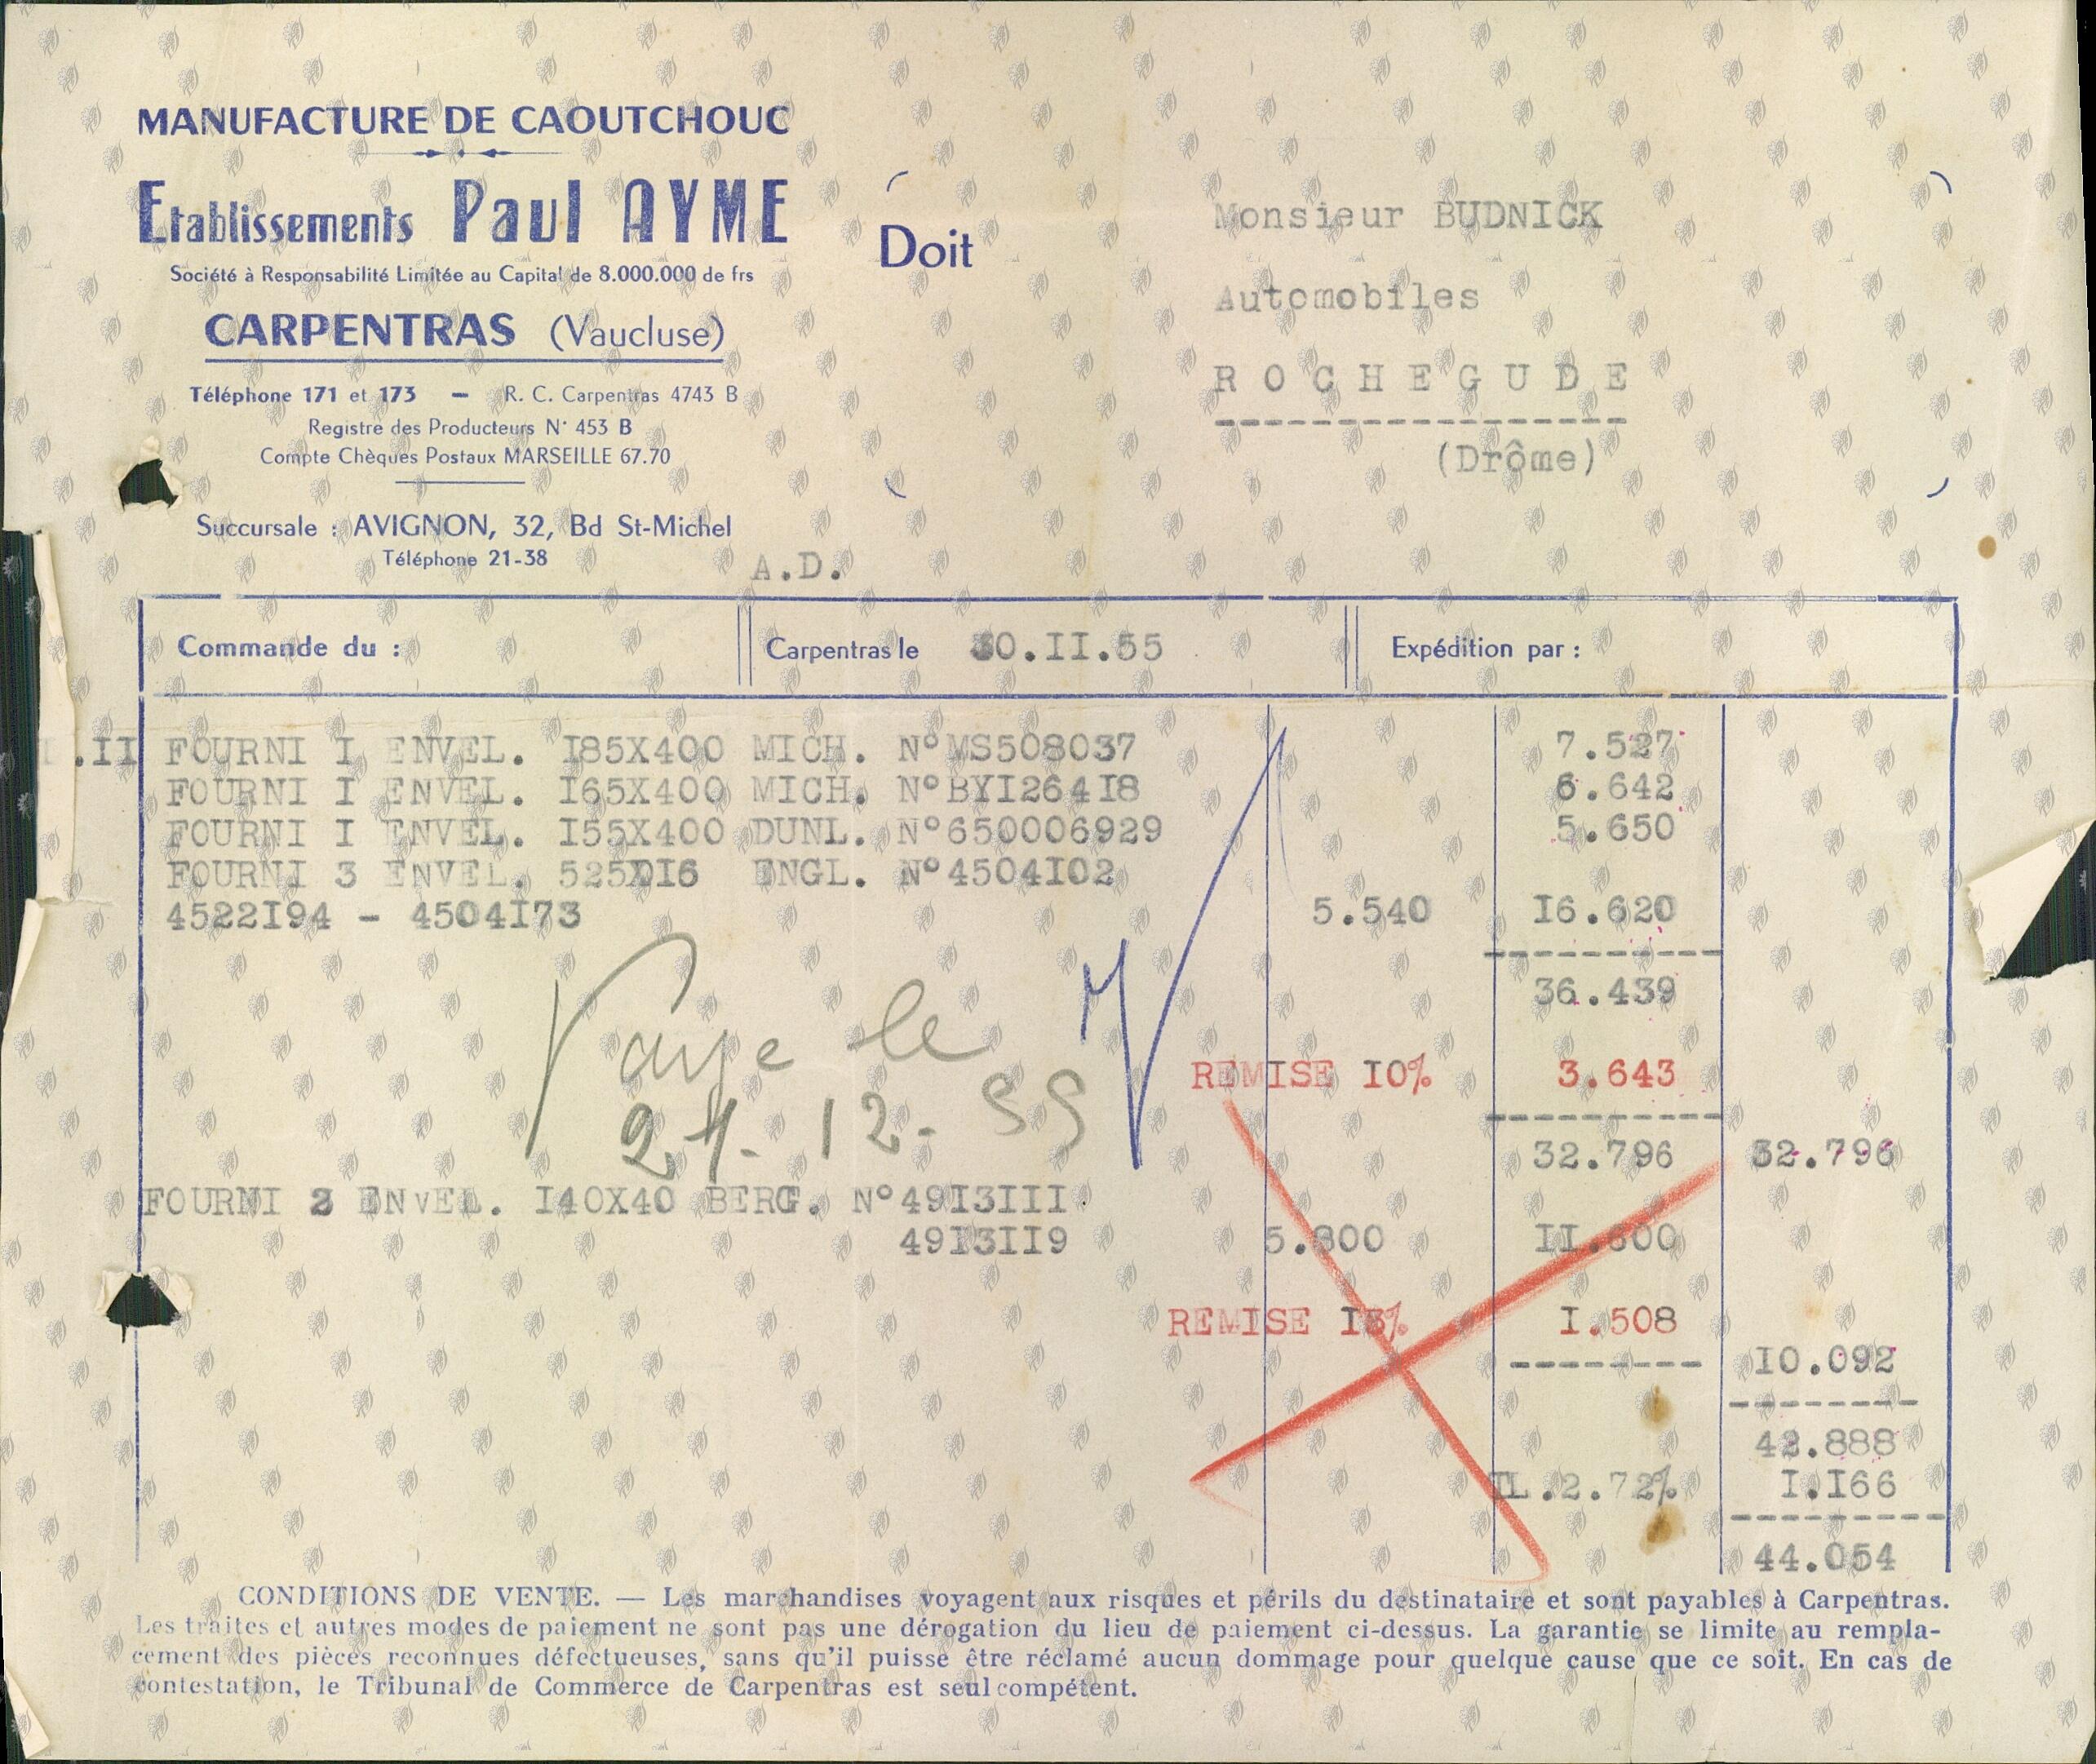 MANUFACTURE DE CAOUTCHOUC
Etablissements Paul AYME
Société à Responsabilité Limitée au Capital de 8.000.000 de frs
CARPENTRAS (Vaucluse)
Téléphone 171 et 173 — R. C. Carpentras 4743 B
Registre des Producteurs N° 453 B
Compte Chèques Postaux MARSEILLE 67.70
Succursale : AVIGNON, 32, Bd St-Michel
Téléphone 21-38
A.D.
Doit
Monsieur BUDNICK
Automobiles
ROCHEGUDE
(Drôme)
Commande du :
Carpentras le 30.II.55
Expédition par :
.II FOURNI I ENVEL. I85X400 MICH. N°MS508037 7.527
FOURNI I ENVEL. I65X400 MICH. N°BYI264I8 6.642
FOURNI I ENVEL. I55X400 DUNL. N°650006929 5.650
FOURNI 3 ENVEL. 525XI6 ENGL. N°4504I02
4522I94 - 4504I73 5.540 I6.620
36.439
Paye le
24.12.55
REMISE I0% 3.643
32.796 32.796
FOURNI 2 ENVEL. I40X40 BERG. N°49I3III
49I3II9 5.800 II.600
REMISE I3% I.508
I0.092
42.888
TL.2.72% I.I66
44.054
CONDITIONS DE VENTE. — Les marchandises voyagent aux risques et périls du destinataire et sont payables à Carpentras.
Les traites et autres modes de paiement ne sont pas une dérogation du lieu de paiement ci-dessus. La garantie se limite au rempla-
cement des pièces reconnues défectueuses, sans qu'il puisse être réclamé aucun dommage pour quelque cause que ce soit. En cas de
contestation, le Tribunal de Commerce de Carpentras est seul compétent.